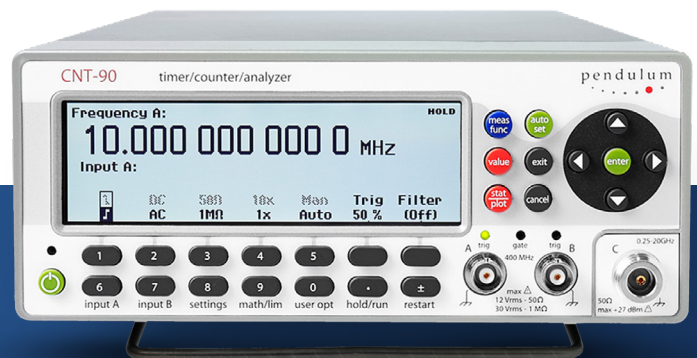 CNT-90 timer/counter/analyzer pendulum
Frequency A: HOLD
10.000 000 000 0 MHz
Input A:
DC 50Ω 10x Man Trig Filter
AC 1MΩ 1x Auto 50 % (Off)
meas func
auto set
value
exit
enter
stat plot
cancel
1 2 3 4 5
6 7 8 9 0 . ±
input A input B settings math/lim user opt hold/run restart
A trig gate trig B
400 MHz
max ⚠
12 Vrms - 50Ω
30 Vrms - 1 MΩ
C 0.25-20GHz
50Ω
max +27 dBm ⚠